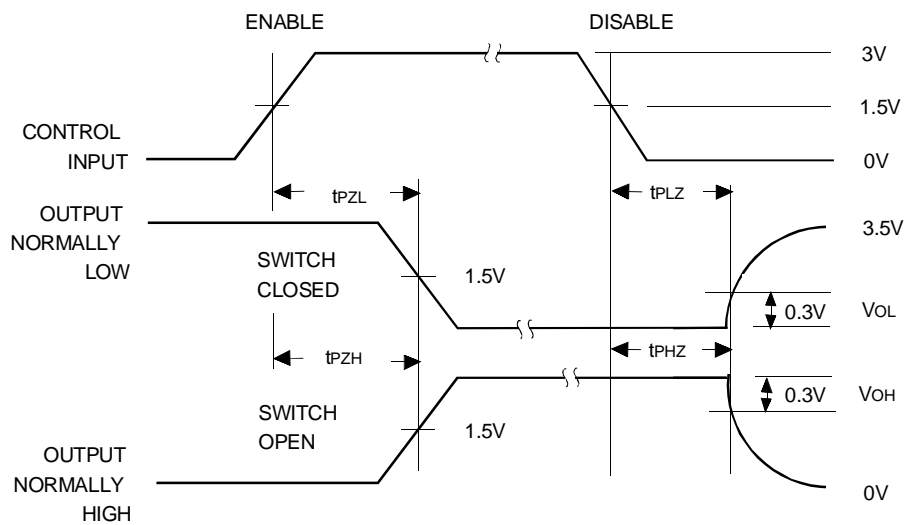 ENABLE
DISABLE
3V
1.5V
CONTROL
INPUT
0V
tPZL
tPLZ
OUTPUT
NORMALLY
LOW
3.5V
SWITCH
CLOSED
1.5V
0.3V
VOL
tPZH
tPHZ
SWITCH
OPEN
1.5V
0.3V
VOH
OUTPUT
NORMALLY
HIGH
0V